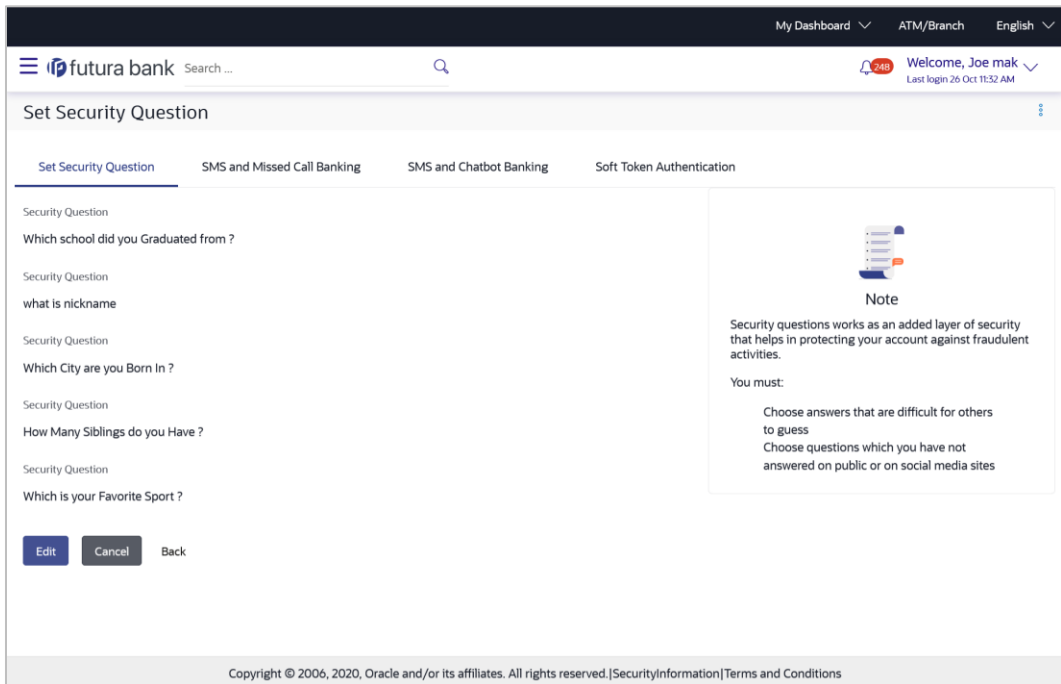 My Dashboard ATM/Branch English
futura bank Search ... 248 Welcome, Joe mak
Last login 26 Oct 11:32 AM
Set Security Question
Set Security Question SMS and Missed Call Banking SMS and Chatbot Banking Soft Token Authentication
Security Question
Which school did you Graduated from ?
Security Question
what is nickname
Security Question
Which City are you Born In ?
Security Question
How Many Siblings do you Have ?
Security Question
Which is your Favorite Sport ?
Edit Cancel Back
Note
Security questions works as an added layer of security
that helps in protecting your account against fraudulent
activities.
You must:
Choose answers that are difficult for others
to guess
Choose questions which you have not
answered on public or on social media sites
Copyright © 2006, 2020, Oracle and/or its affiliates. All rights reserved.|SecurityInformation|Terms and Conditions